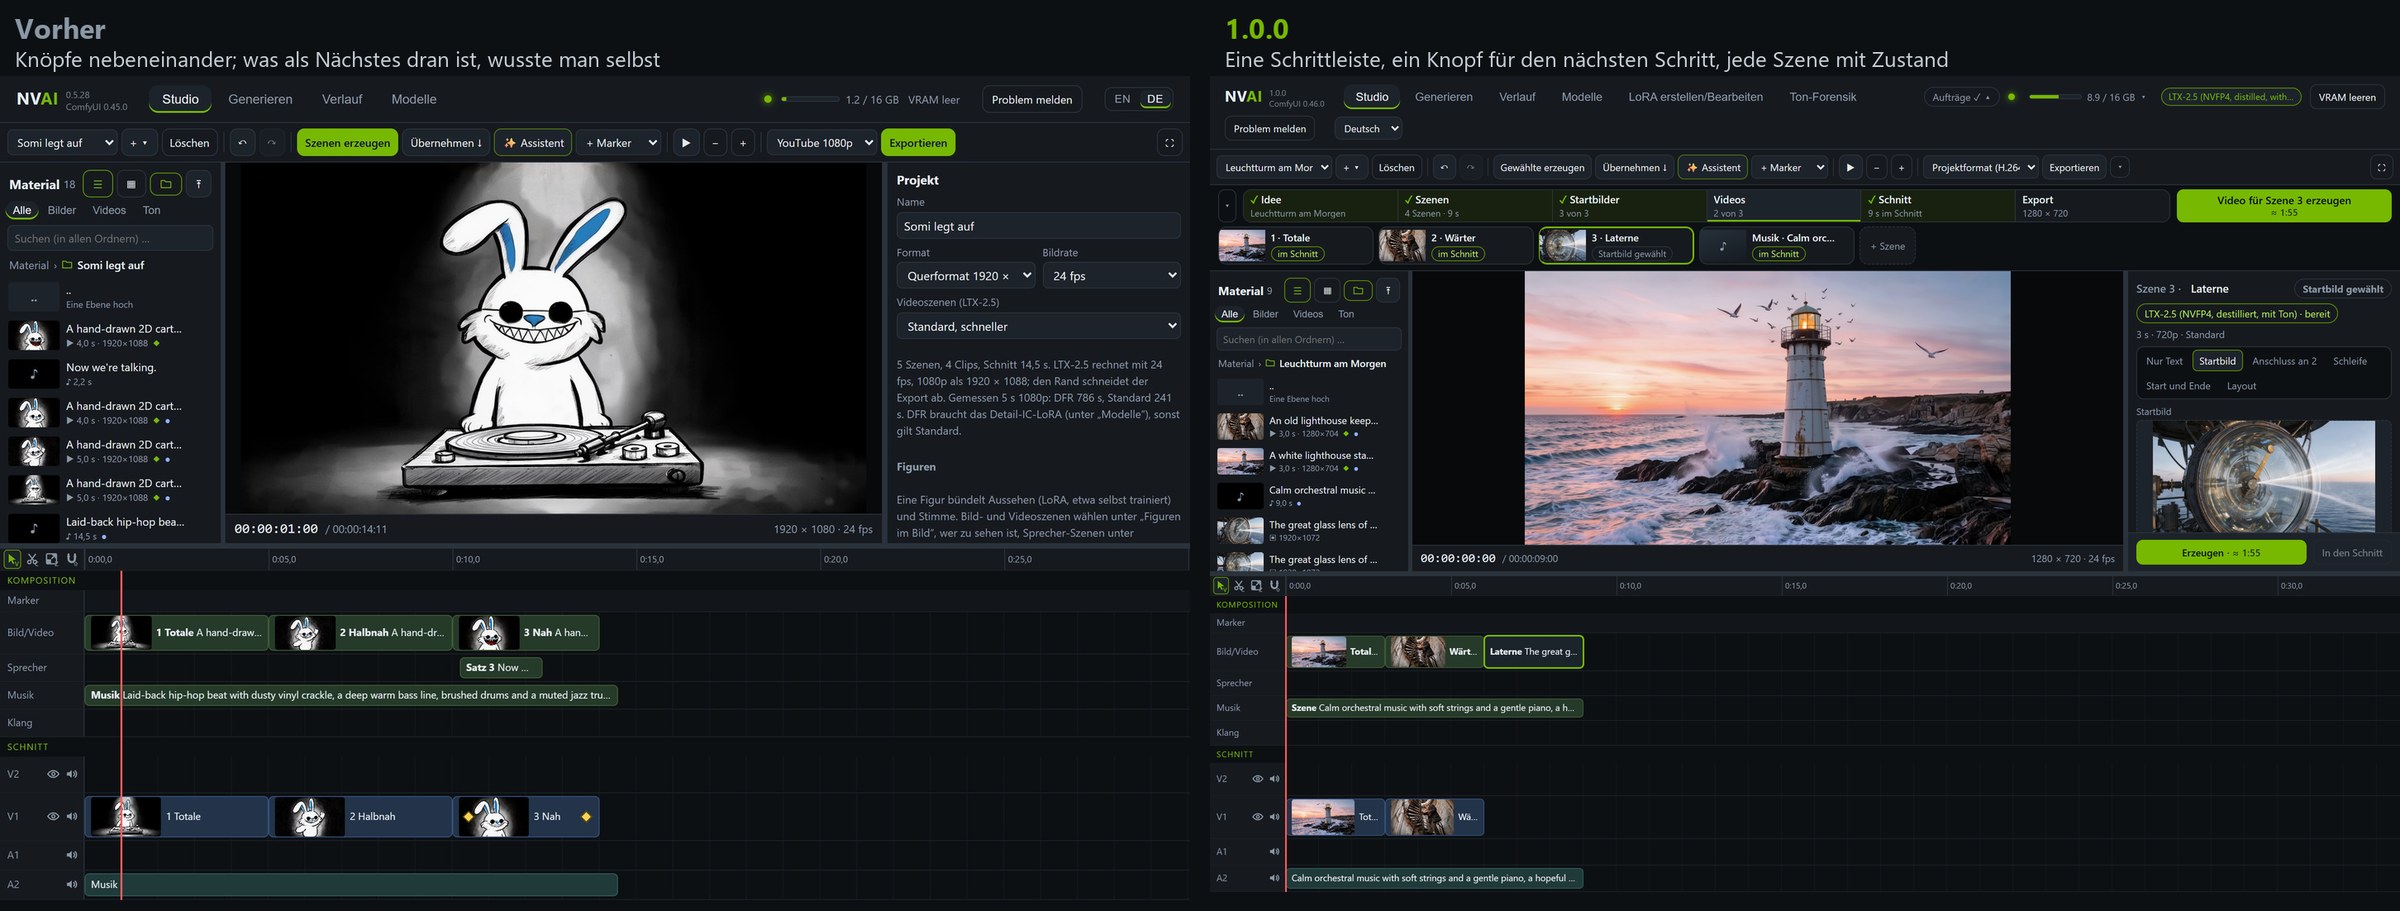 Vorher
Knöpfe nebeneinander; was als Nächstes dran ist, wusste man selbst
NVAI
0.5.28
ComfyUI 0.45.0
Studio
Generieren
Verlauf
Modelle
1.2 / 16 GB
VRAM leer
Problem melden
EN
DE
Somi legt auf
+
Löschen
Szenen erzeugen
Übernehmen ↓
✨ Assistent
+ Marker
YouTube 1080p
Exportieren
Material 18
Alle
Bilder
Videos
Ton
Suchen (in allen Ordnern) ...
Material › Somi legt auf
..
Eine Ebene hoch
A hand-drawn 2D cart...
4,0 s · 1920×1088
Now we're talking.
2,2 s
A hand-drawn 2D cart...
4,0 s · 1920×1088
A hand-drawn 2D cart...
5,0 s · 1920×1088
A hand-drawn 2D cart...
5,0 s · 1920×1088
Laid-back hip-hop bea...
14,5 s
00:00:01:00 / 00:00:14:11
1920 × 1080 · 24 fps
Projekt
Name
Somi legt auf
Format
Bildrate
Querformat 1920 ×
24 fps
Videoszenen (LTX-2.5)
Standard, schneller
5 Szenen, 4 Clips, Schnitt 14,5 s. LTX-2.5 rechnet mit 24
fps, 1080p als 1920 × 1088; den Rand schneidet der
Export ab. Gemessen 5 s 1080p: DFR 786 s, Standard 241
s. DFR braucht das Detail-IC-LoRA (unter „Modelle"), sonst
gilt Standard.
Figuren
Eine Figur bündelt Aussehen (LoRA, etwa selbst trainiert)
und Stimme. Bild- und Videoszenen wählen unter „Figuren
im Bild", wer zu sehen ist, Sprecher-Szenen unter
0:00,0
0:05,0
0:10,0
0:15,0
0:20,0
0:25,0
KOMPOSITION
Marker
Bild/Video
1 Totale A hand-draw...
2 Halbnah A hand-dr...
3 Nah A han...
Sprecher
Satz 3 Now ...
Musik
Musik Laid-back hip-hop beat with dusty vinyl crackle, a deep warm bass line, brushed drums and a muted jazz tru...
Klang
SCHNITT
V2
V1
1 Totale
2 Halbnah
3 Nah
A1
A2
Musik
1.0.0
Eine Schrittleiste, ein Knopf für den nächsten Schritt, jede Szene mit Zustand
NVAI
1.0.0
ComfyUI 0.46.0
Studio
Generieren
Verlauf
Modelle
LoRA erstellen/Bearbeiten
Ton-Forensik
Aufträge ✓
8.9 / 16 GB
LTX-2.5 (NVFP4, distilled, with...
VRAM leeren
Problem melden
Deutsch
Leuchtturm am Mor
+
Löschen
Gewählte erzeugen
Übernehmen ↓
✨ Assistent
+ Marker
Projektformat (H.26
Exportieren
✓ Idee
Leuchtturm am Morgen
✓ Szenen
4 Szenen · 9 s
✓ Startbilder
3 von 3
Videos
2 von 3
✓ Schnitt
9 s im Schnitt
Export
1280 × 720
Video für Szene 3 erzeugen
≈ 1:55
1 · Totale
im Schnitt
2 · Wärter
im Schnitt
3 · Laterne
Startbild gewählt
Musik · Calm orc...
im Schnitt
+ Szene
Material 9
Alle
Bilder
Videos
Ton
Suchen (in allen Ordnern) ...
Material › Leuchtturm am Morgen
..
Eine Ebene hoch
An old lighthouse keep...
3,0 s · 1280×704
A white lighthouse sta...
3,0 s · 1280×704
Calm orchestral music ...
9,0 s
The great glass lens of ...
1920×1072
The great glass lens of ...
00:00:00:00 / 00:00:09:00
1280 × 720 · 24 fps
Szene 3 · Laterne
Startbild gewählt
LTX-2.5 (NVFP4, destilliert, mit Ton) · bereit
3 s · 720p · Standard
Nur Text
Startbild
Anschluss an 2
Schleife
Start und Ende
Layout
Startbild
Erzeugen · ≈ 1:55
In den Schnitt
0:00,0
0:05,0
0:10,0
0:15,0
0:20,0
0:25,0
0:30,0
KOMPOSITION
Marker
Bild/Video
Total...
Wärt...
Laterne The great g...
Sprecher
Musik
Szene Calm orchestral music with soft strings and a gentle piano, a h...
Klang
SCHNITT
V2
V1
Tot...
Wä...
A1
A2
Calm orchestral music with soft strings and a gentle piano, a hopeful ...